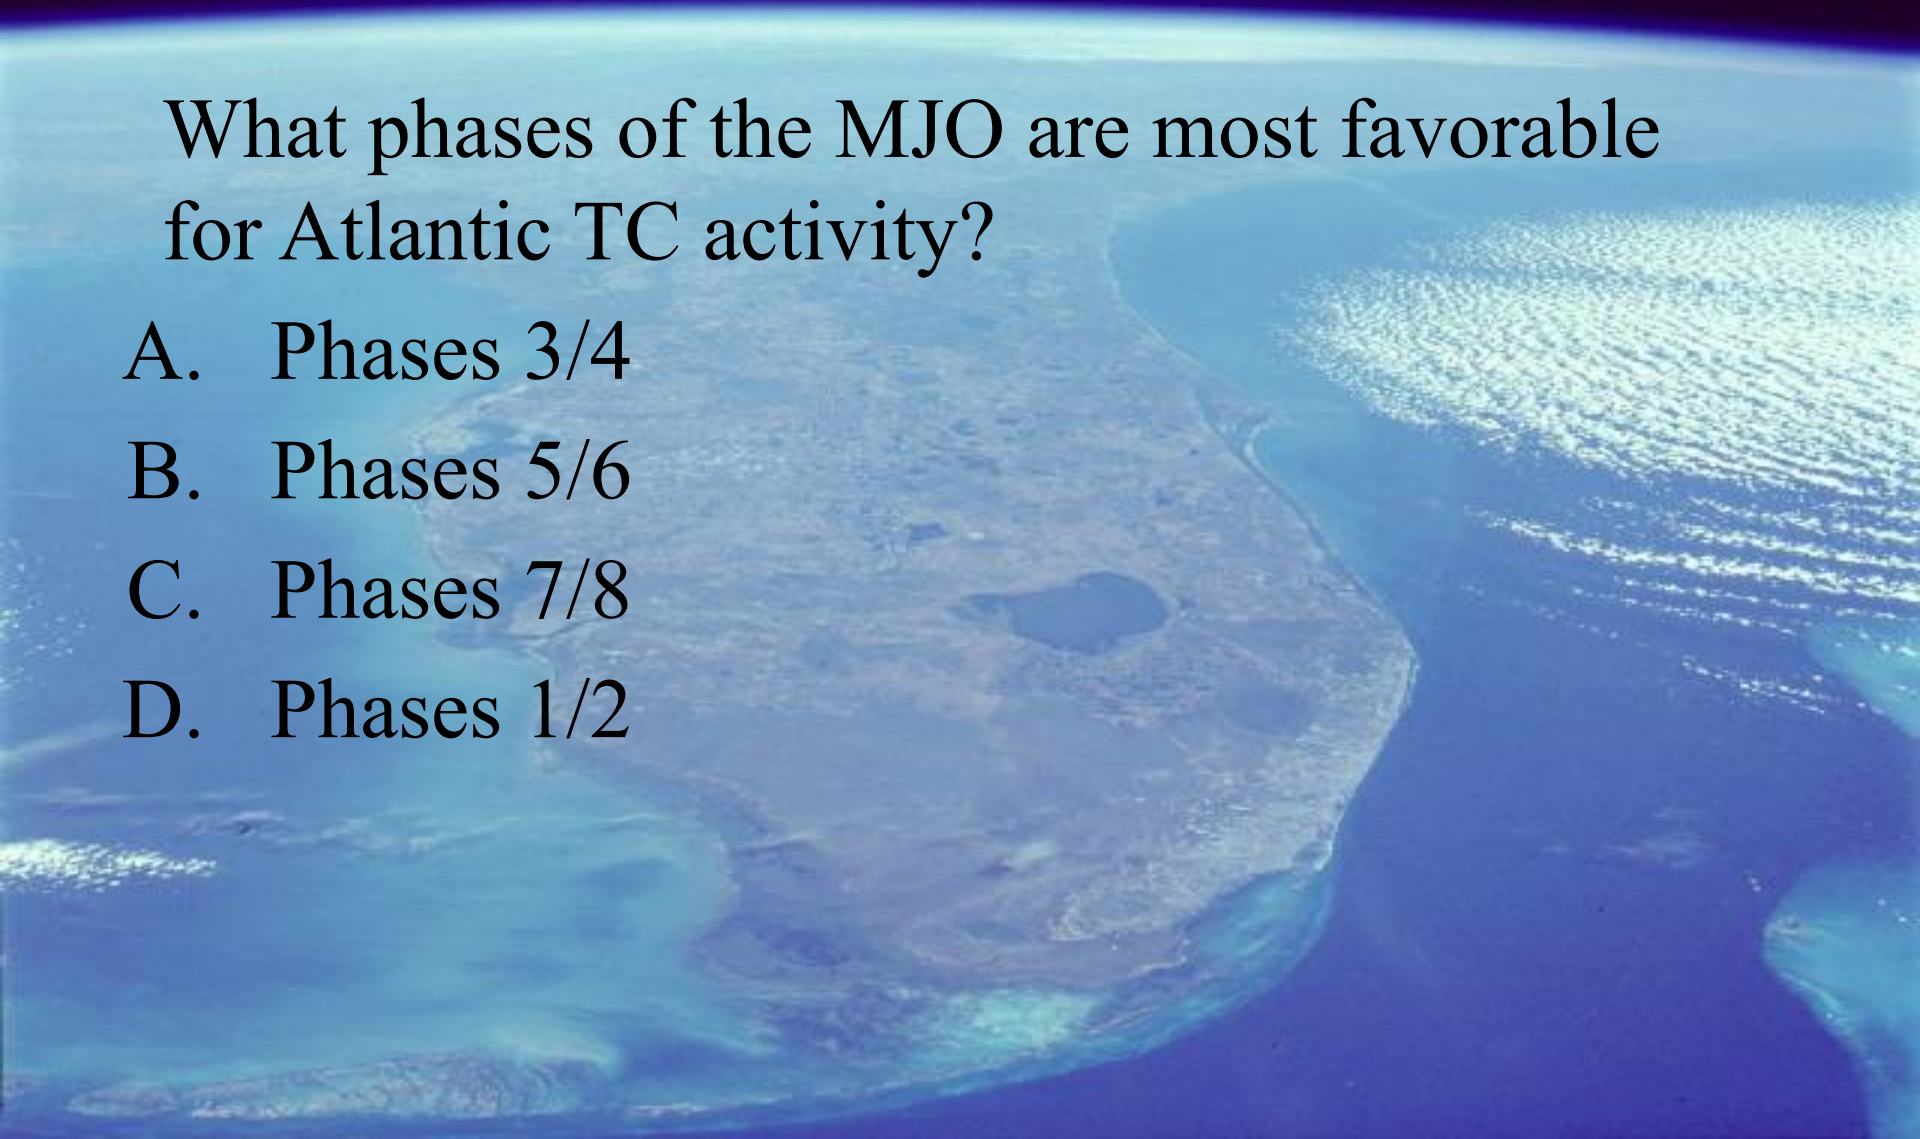 What phases of the MJO are most favorable
for Atlantic TC activity?
A. Phases 3/4
B. Phases 5/6
C. Phases 7/8
D. Phases 1/2